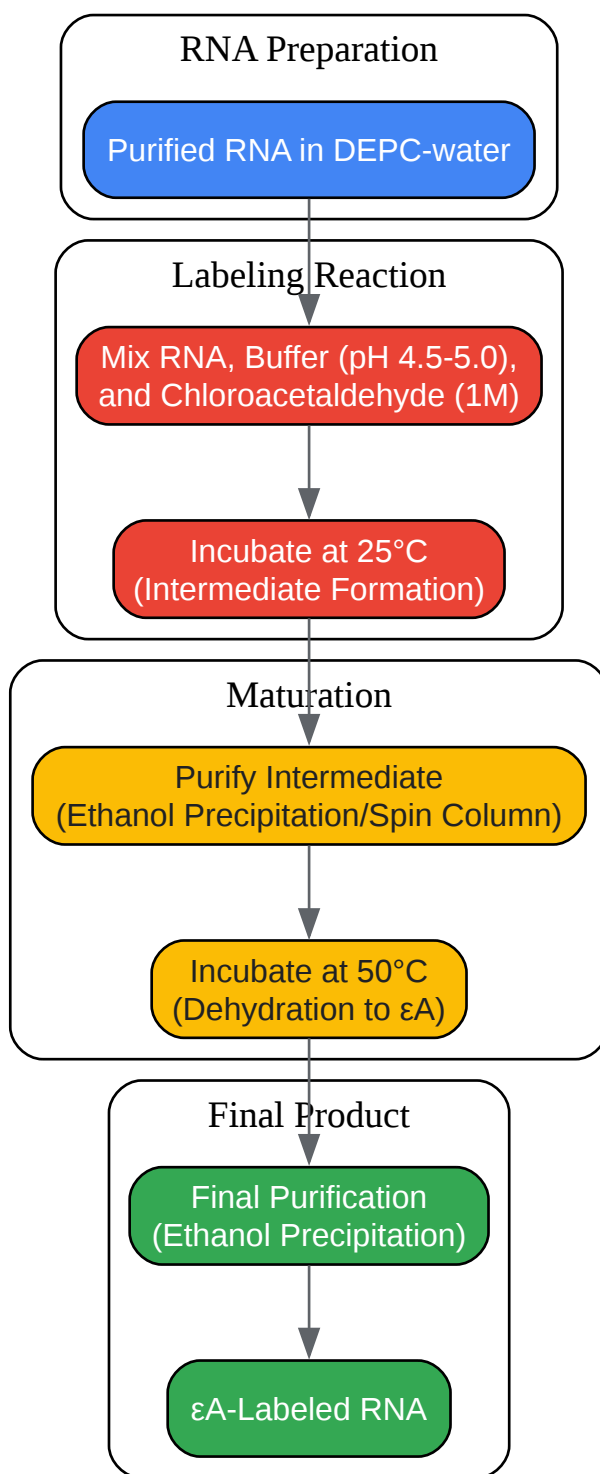 RNA Preparation
Purified RNA in DEPC-water
Labeling Reaction
Mix RNA, Buffer (pH 4.5-5.0),
and Chloroacetaldehyde (1M)
Incubate at 25°C
(Intermediate Formation)
Maturation
Purify Intermediate
(Ethanol Precipitation/Spin Column)
Incubate at 50°C
(Dehydration to εA)
Final Product
Final Purification
(Ethanol Precipitation)
εA-Labeled RNA